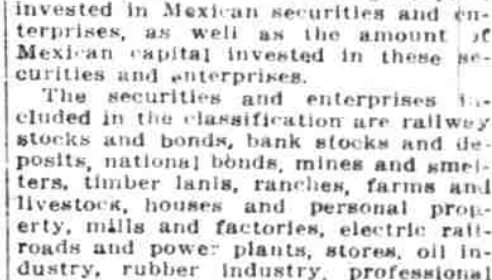 invested in Mexican securities and en-
terprises, as well as the amount of
Mexican capital invested in these se-
curities and enterprises.
The securities and enterprises in-
cluded in the classification are railway
stocks and bonds, bank stocks and de-
posits, national bonds, mines and smel-
ters, timber lands, ranches, farms and
livestock, houses and personal prop-
erty, mills and factories, electric rail-
roads and power plants, stores, oil in-
dustry, rubber industry, professional